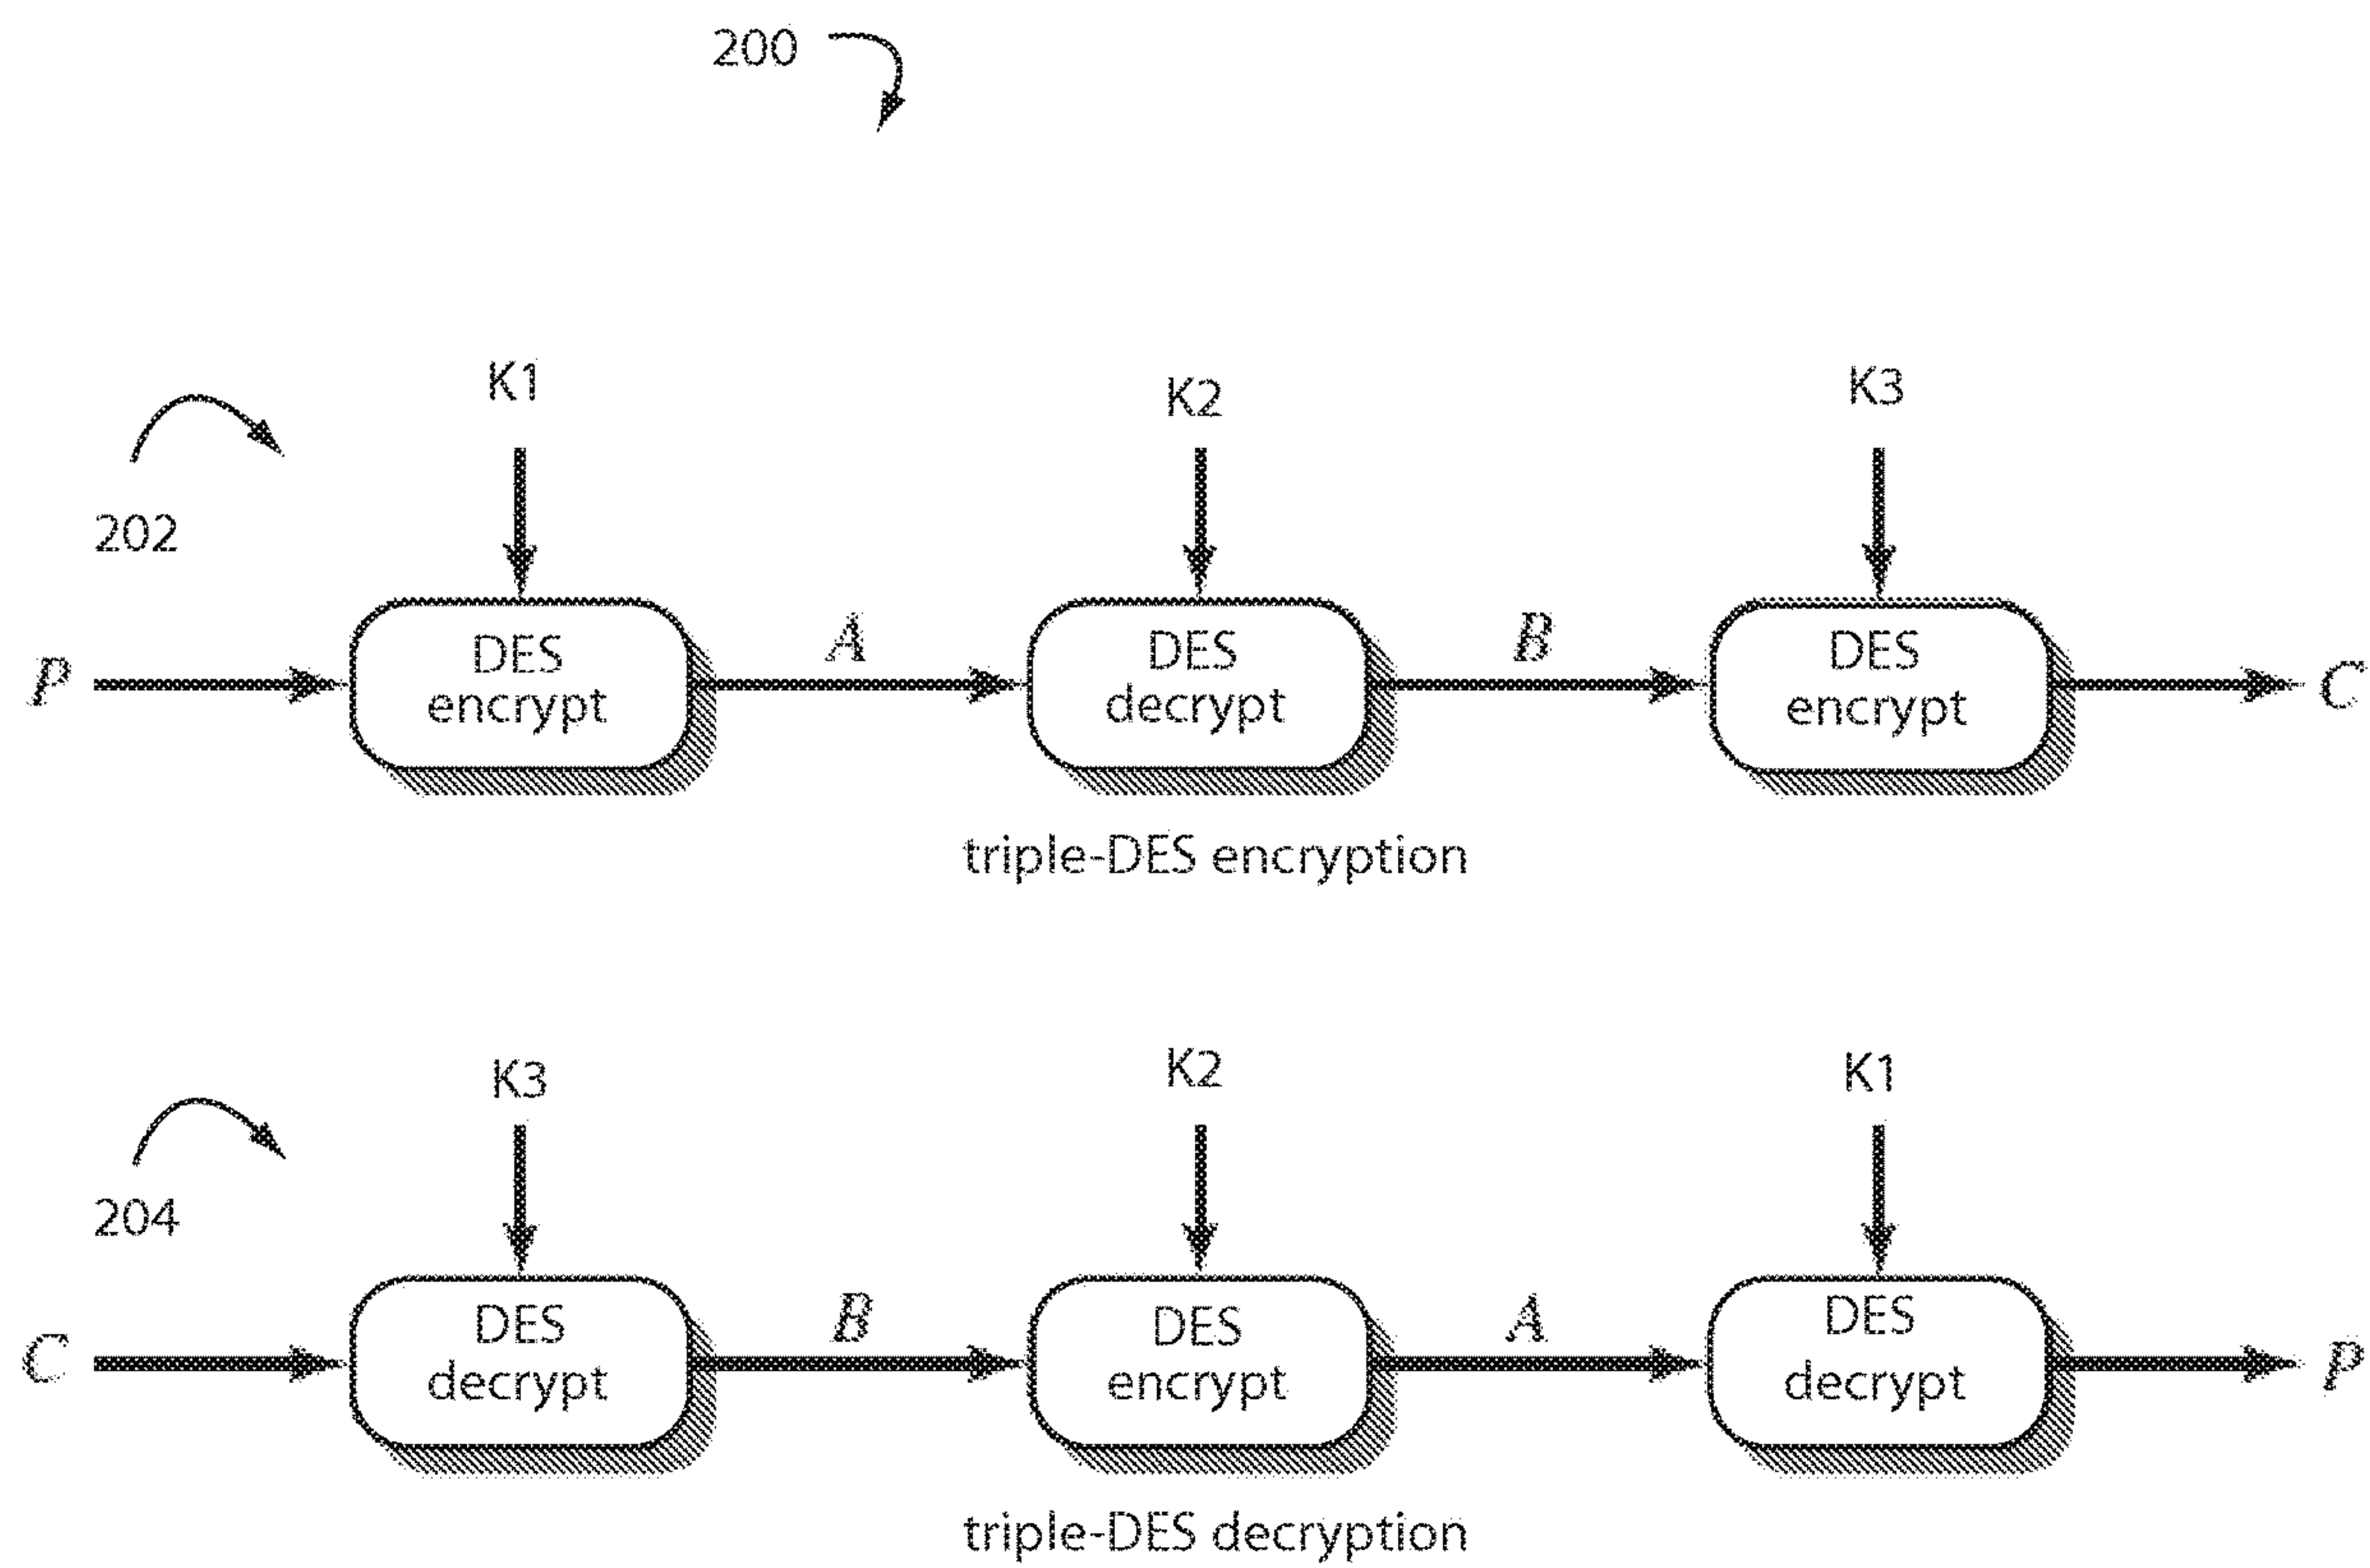 200
K1
K2
K3
202
P
DES
encrypt
A
DES
decrypt
B
DES
encrypt
C
triple-DES encryption
K3
K2
K1
204
C
DES
decrypt
B
DES
encrypt
A
DES
decrypt
P
triple-DES decryption